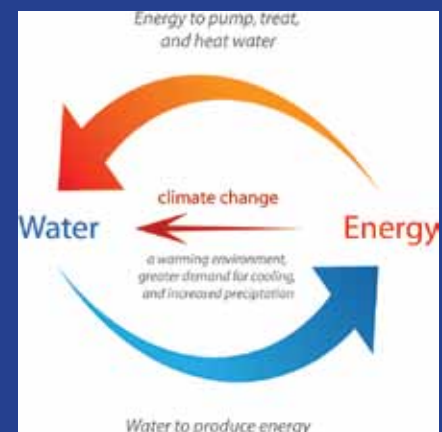 Energy to pump, treat,
and heat water
climate change
Water
Energy
a warming environment,
greater demand for cooling,
and increased precipitation
Water to produce energy